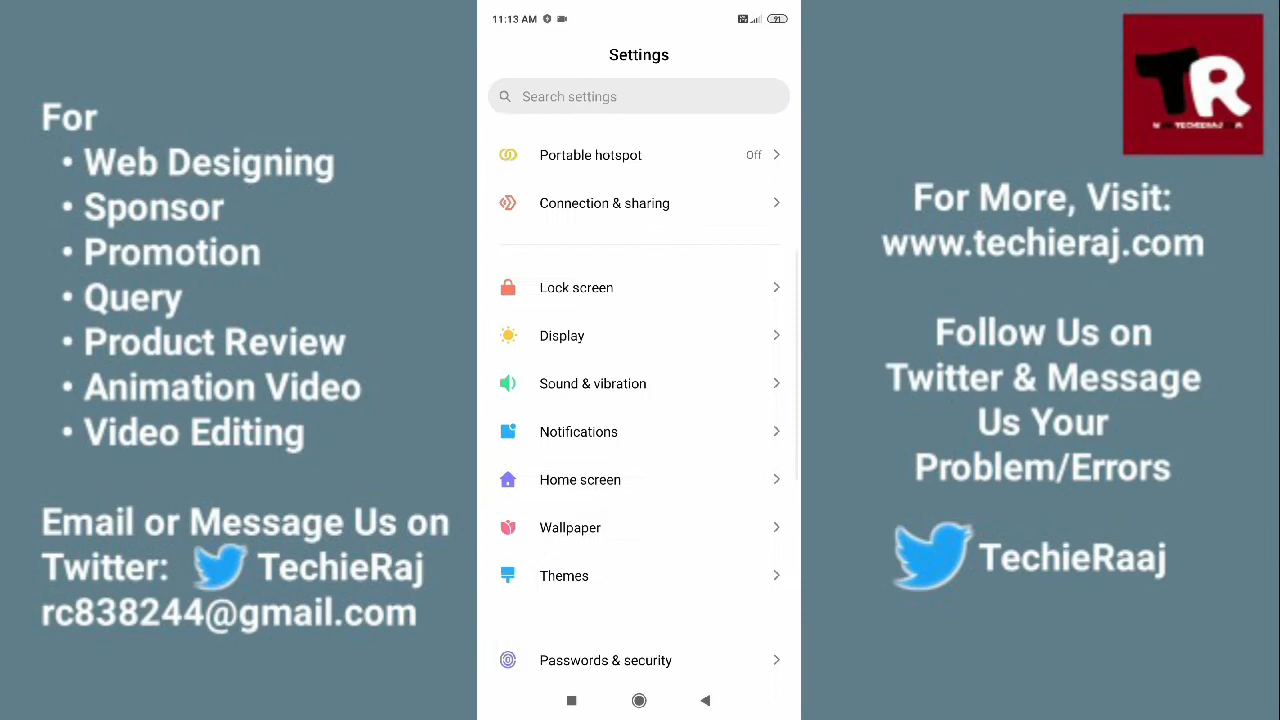 For
• Web Designing
• Sponsor
• Promotion
• Query
• Product Review
• Animation Video
• Video Editing
Email or Message Us on
Twitter: TechieRaj
rc838244@gmail.com
11:13 AM
91
Settings
Search settings
Portable hotspot Off
Connection & sharing
Lock screen
Display
Sound & vibration
Notifications
Home screen
Wallpaper
Themes
Passwords & security
TR
For More, Visit:
www.techieraj.com
Follow Us on
Twitter & Message
Us Your
Problem/Errors
TechieRaaj